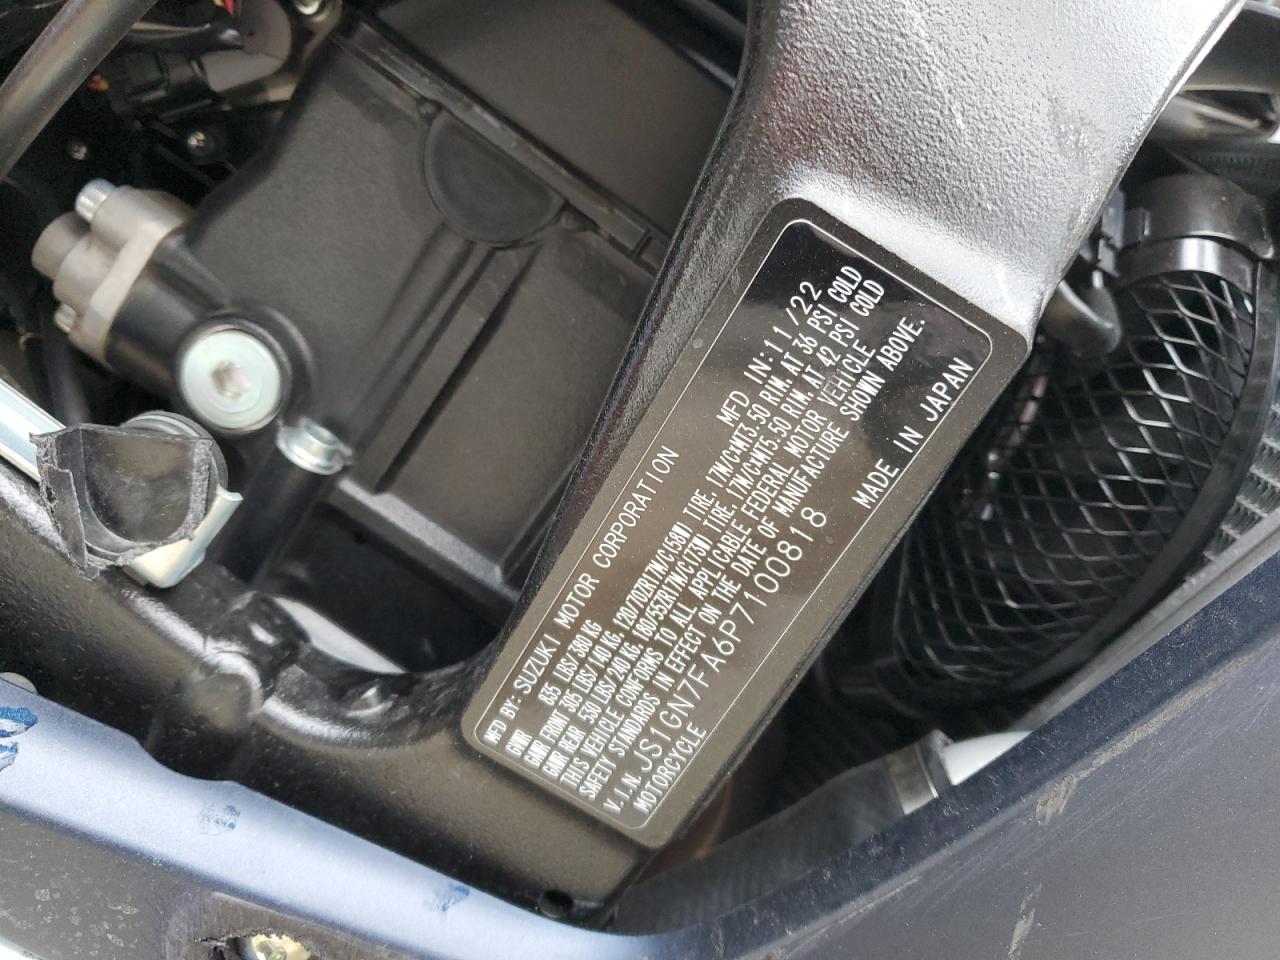 MFD BY: SUZUKI MOTOR CORPORATION MFD IN: 11/22
GVWR 835 LBS/380 KG
GAWR FRONT 305 LBS/140 KG, 120/70ZR17M/C(58W) TIRE, 17M/CxMT3.50 RIM, AT 36 PSI COLD
GAWR REAR 530 LBS/240 KG, 180/55ZR17M/C(73W) TIRE, 17M/CxMT5.50 RIM, AT 42 PSI COLD
THIS VEHICLE CONFORMS TO ALL APPLICABLE FEDERAL MOTOR VEHICLE
SAFETY STANDARDS IN EFFECT ON THE DATE OF MANUFACTURE SHOWN ABOVE.
V.I.N. JS1GN7FA6P7100818
MOTORCYCLE MADE IN JAPAN